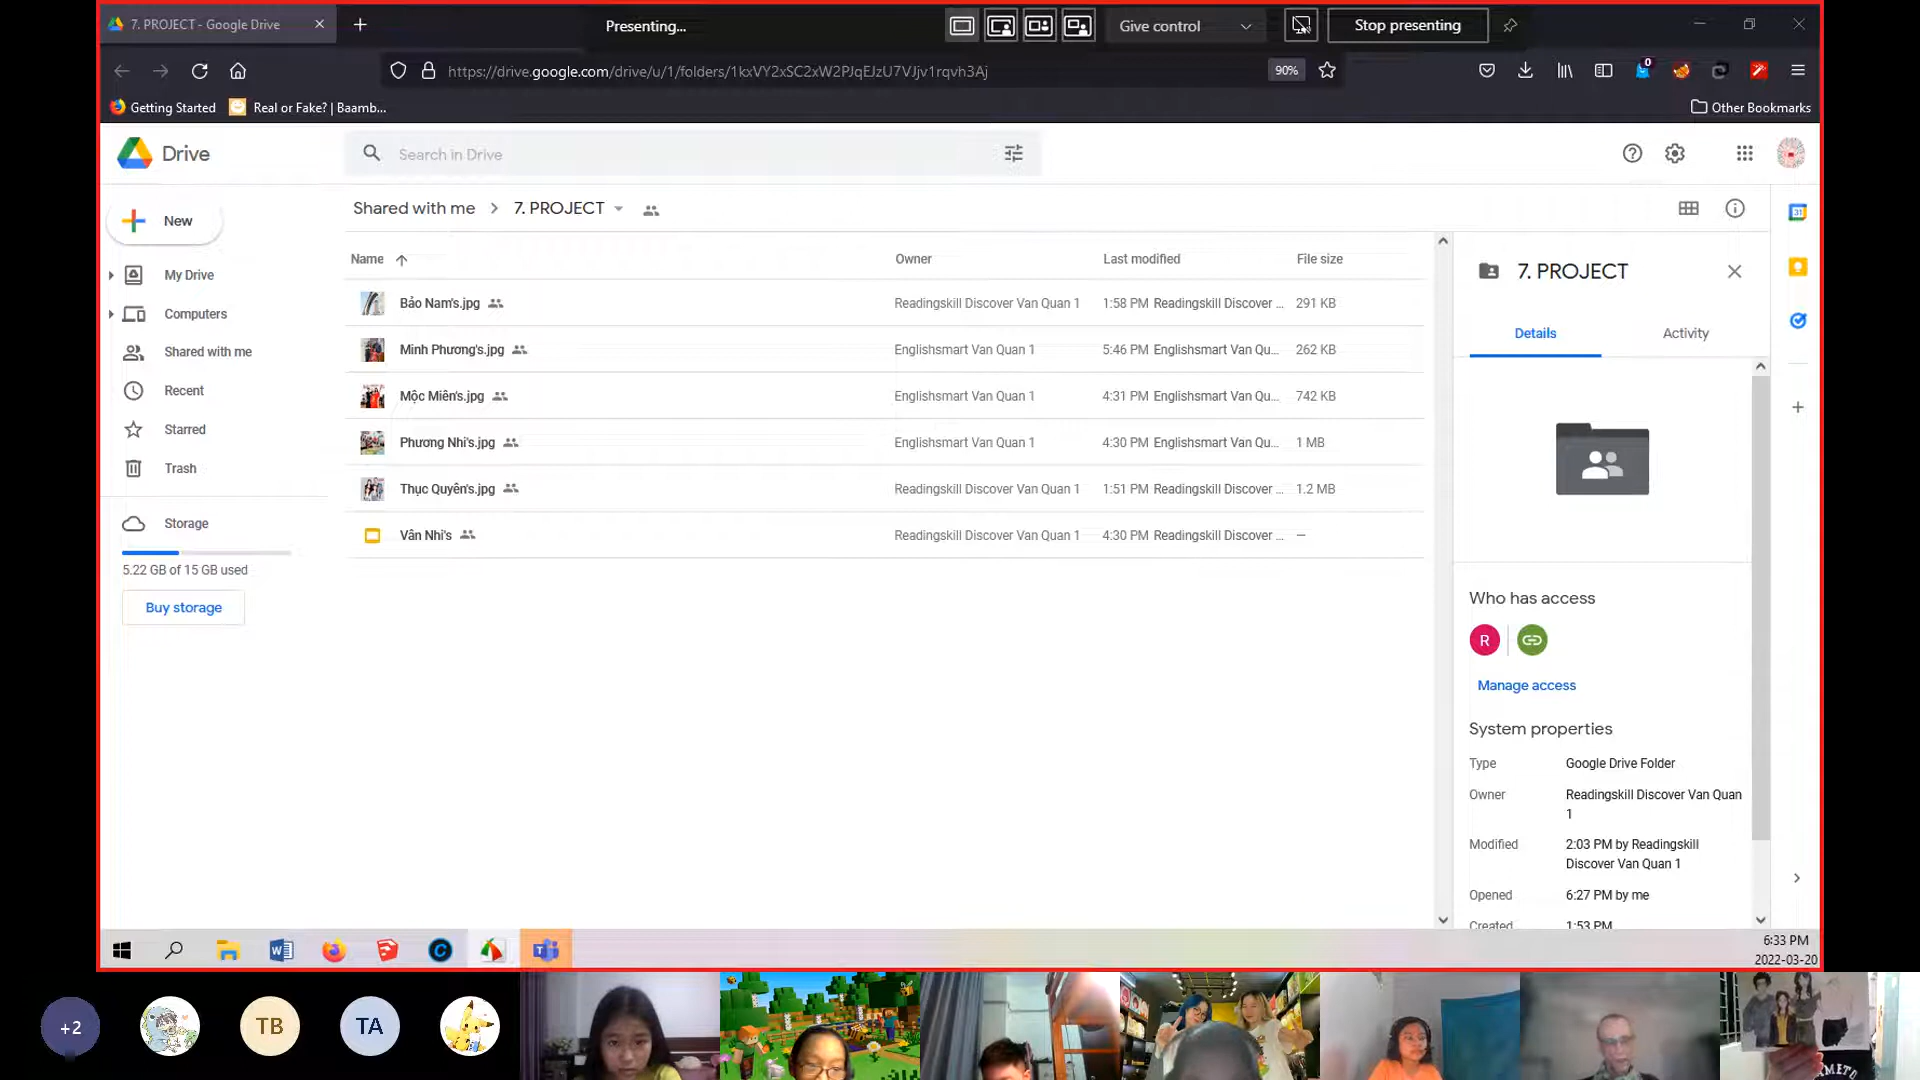 7. PROJECT - Google Drive
Presenting...
Give control
Stop presenting
https://drive.google.com/drive/u/1/folders/1kxVY2xSC2xW2PJqEJzU7VJjv1rqvh3Aj
90%
0
Getting Started
Real or Fake? | Baamb...
Other Bookmarks
Drive
Search in Drive
New
My Drive
Computers
Shared with me
Recent
Starred
Trash
Storage
5.22 GB of 15 GB used
Buy storage
Shared with me > 7. PROJECT
Name Owner Last modified File size
Bảo Nam's.jpg Readingskill Discover Van Quan 1 1:58 PM Readingskill Discover ... 291 KB
Minh Phương's.jpg Englishsmart Van Quan 1 5:46 PM Englishsmart Van Qu... 262 KB
Mộc Miên's.jpg Englishsmart Van Quan 1 4:31 PM Englishsmart Van Qu... 742 KB
Phương Nhi's.jpg Englishsmart Van Quan 1 4:30 PM Englishsmart Van Qu... 1 MB
Thục Quyên's.jpg Readingskill Discover Van Quan 1 1:51 PM Readingskill Discover ... 1.2 MB
Vân Nhi's Readingskill Discover Van Quan 1 4:30 PM Readingskill Discover ... —
7. PROJECT
Details Activity
Who has access
R
Manage access
System properties
Type Google Drive Folder
Owner Readingskill Discover Van Quan
1
Modified 2:03 PM by Readingskill
Discover Van Quan 1
Opened 6:27 PM by me
Created 1:53 PM
31
6:33 PM
2022-03-20
+2
TB
TA